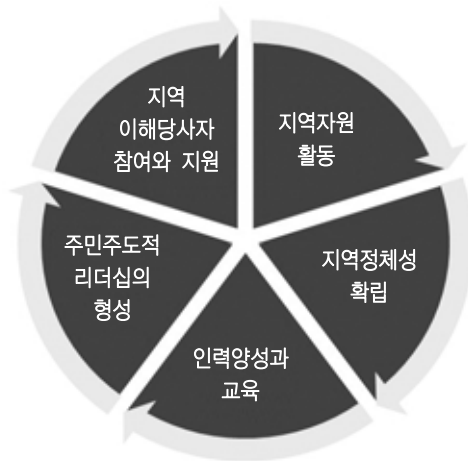 지역
이해당사자
참여와 지원
지역자원
활동
지역정체성
확립
인력양성과
교육
주민주도적
리더십의
형성